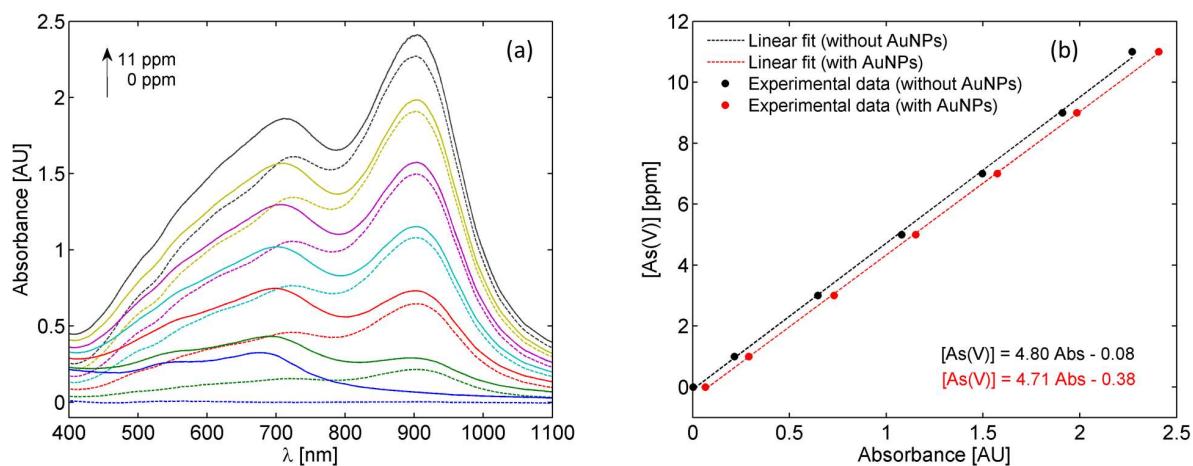 (a)
11 ppm
0 ppm
2.5
2
1.5
1
0.5
0
Absorbance [AU]
400 500 600 700 800 900 1000 1100
λ [nm]
(b)
Linear fit (without AuNPs)
Linear fit (with AuNPs)
Experimental data (without AuNPs)
Experimental data (with AuNPs)
12
10
8
6
4
2
0
[As(V)] [ppm]
[As(V)] = 4.80 Abs - 0.08
[As(V)] = 4.71 Abs - 0.38
0 0.5 1 1.5 2 2.5
Absorbance [AU]